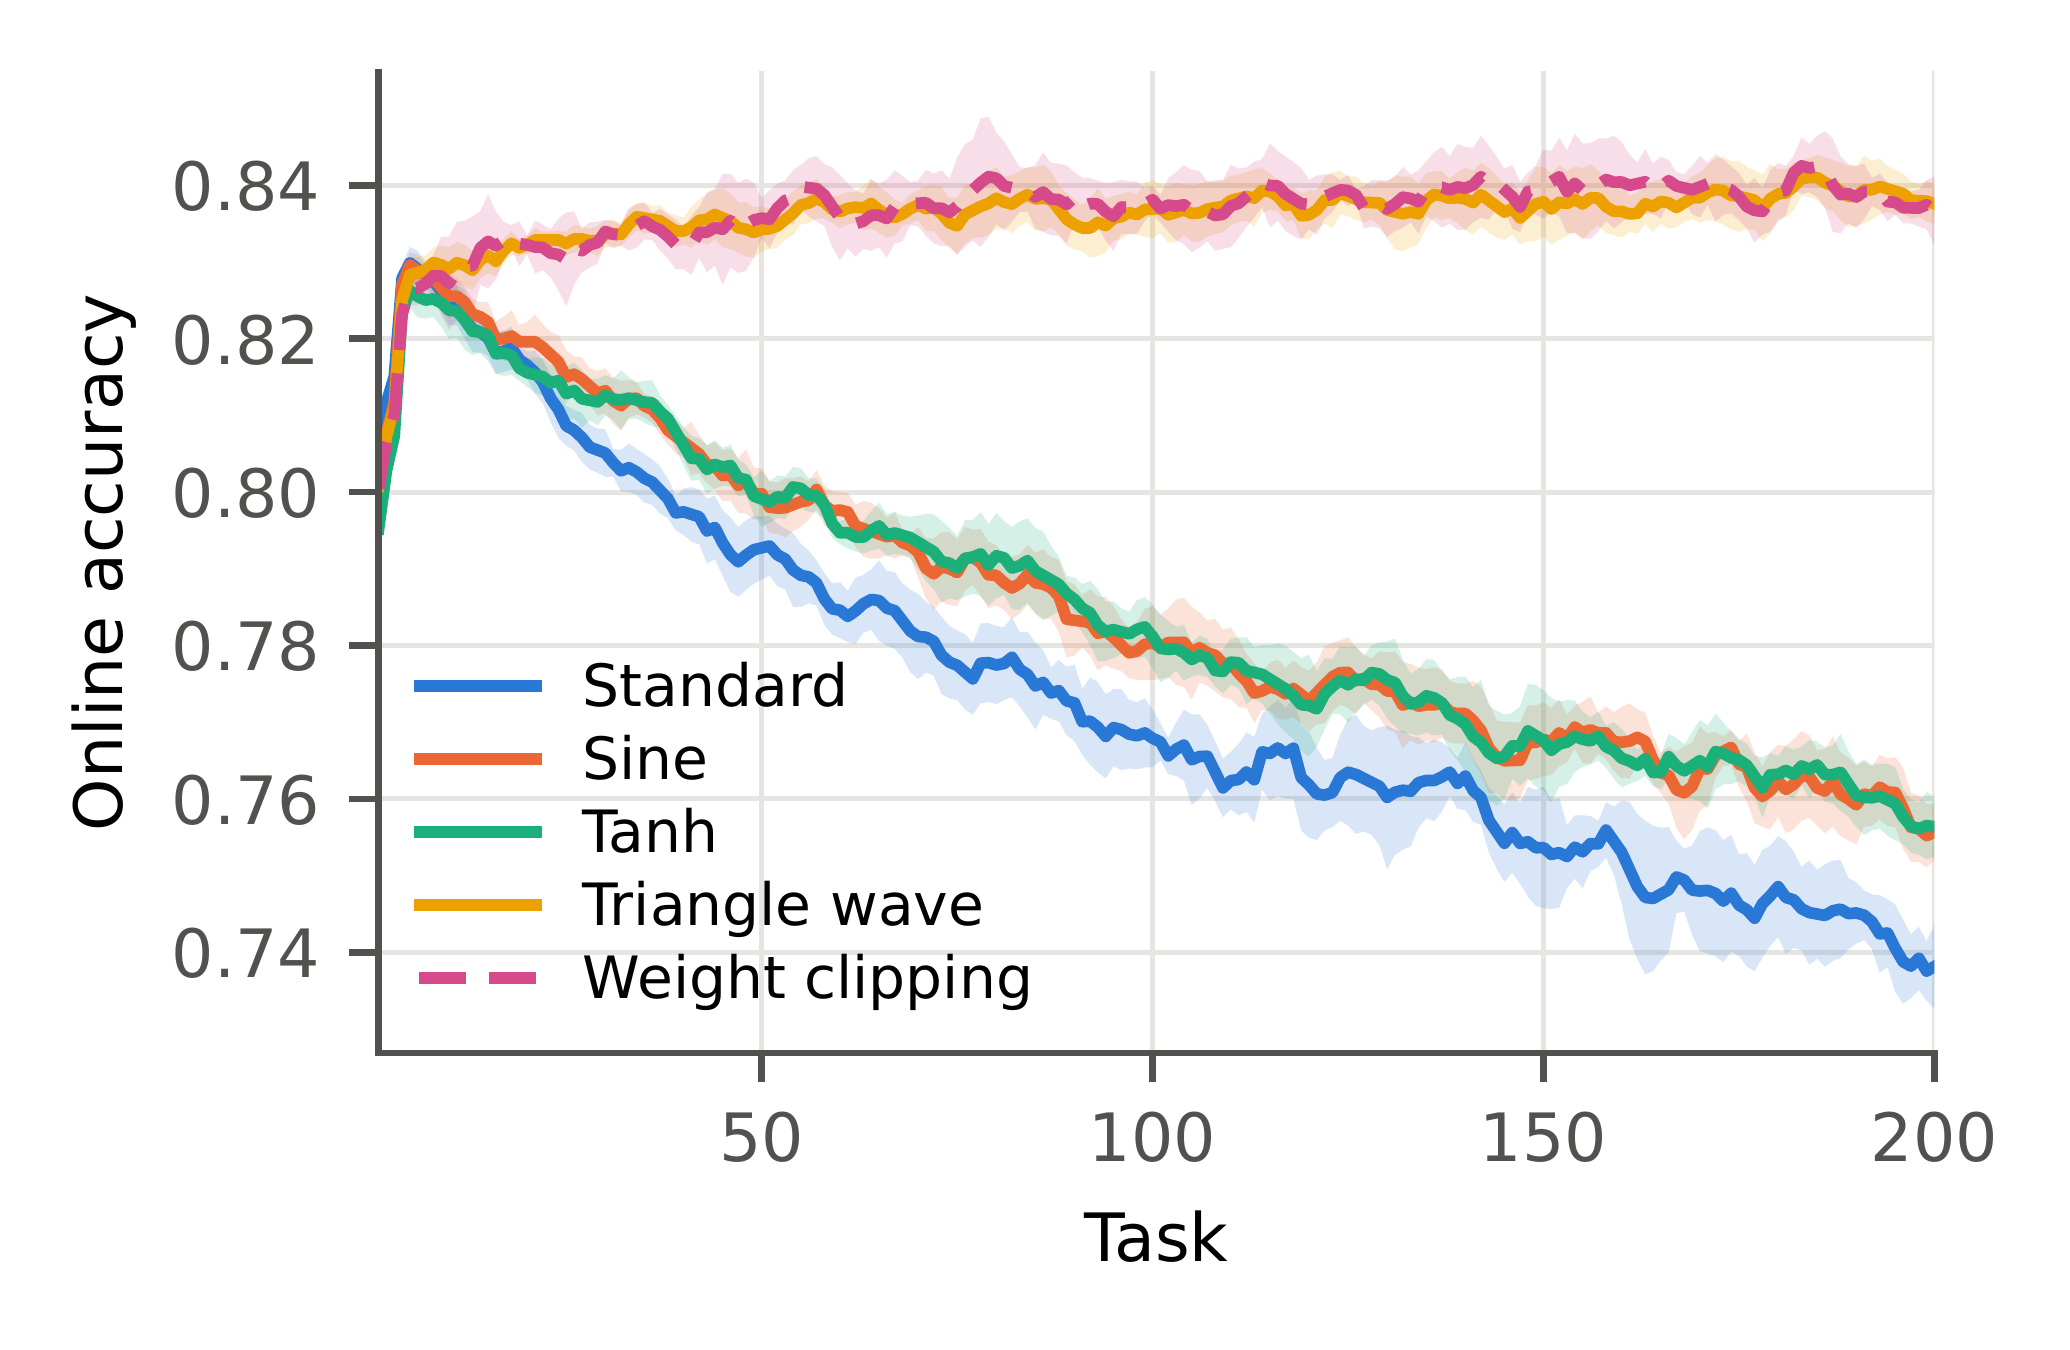 Online accuracy
0.84
0.82
0.80
0.78
0.76
0.74
Standard
Sine
Tanh
Triangle wave
Weight clipping
50 100 150 200
Task